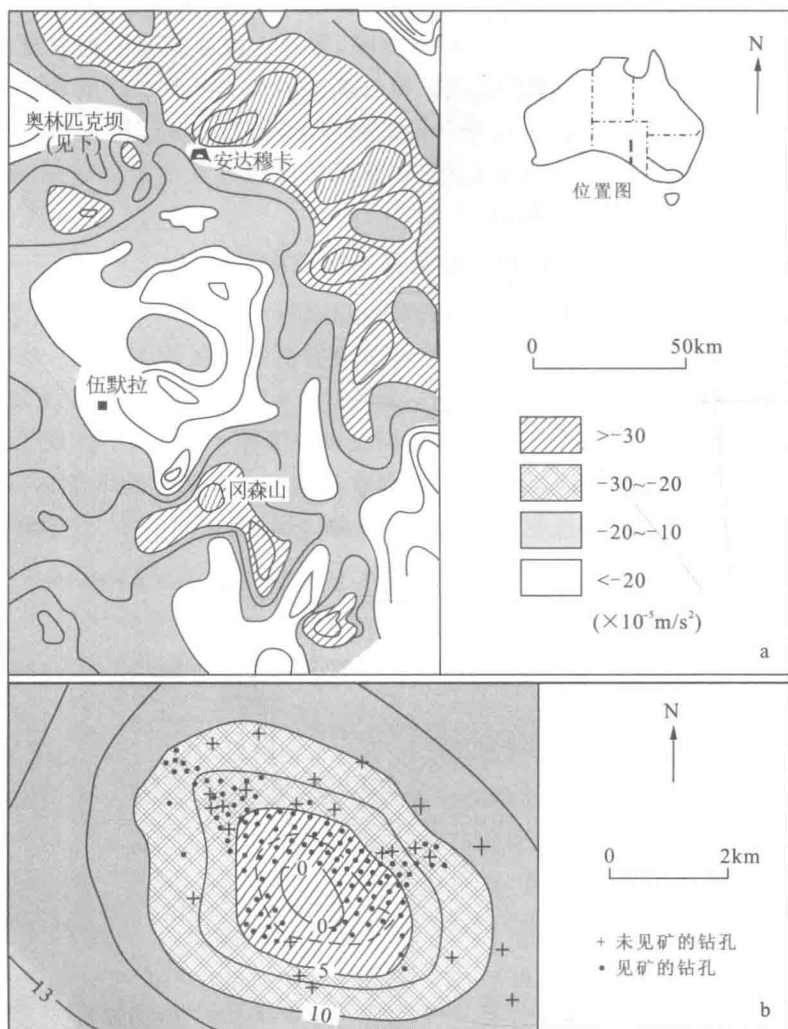 奥林匹克坝
(见下)
安达穆卡
伍默拉
冈森山
N
位置图
0 50km
>-30
-30~-20
-20~-10
<-20
(×10⁻⁵m/s²)
a
0
0
5
10
13
N
0 2km
+ 未见矿的钻孔
• 见矿的钻孔
b